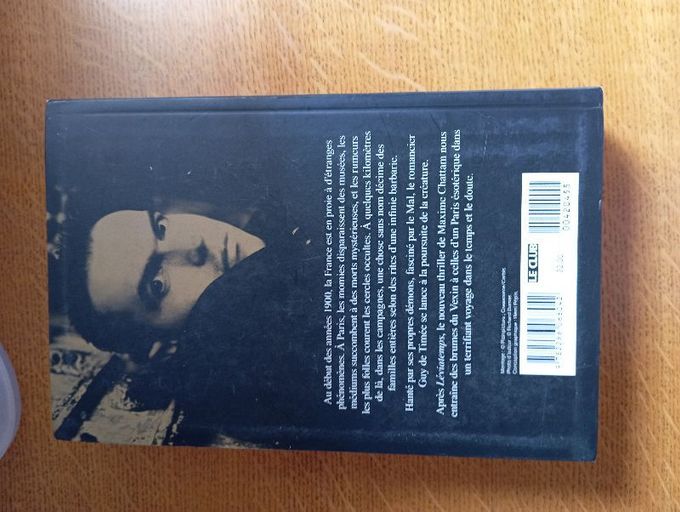 Au début des années 1900, la France est en proie à d'étranges
phénomènes. À Paris, les momies disparaissent des musées, les
médiums succombent à des morts mystérieuses, et les rumeurs
les plus folles courent les cercles occultes. À quelques kilomètres
de là, dans les campagnes, une chose sans nom décime des
familles entières selon des rites d'une infinie barbarie.
Hanté par ses propres démons, fasciné par le Mal, le romancier
Guy de Timée se lance à la poursuite de la créature.
Après Léviatemps, le nouveau thriller de Maxime Chattam nous
entraîne des brumes du Vexin à celles d'un Paris ésotérique dans
un terrifiant voyage dans le temps et le doute.
Conception graphique :
LE CLUB
00420455